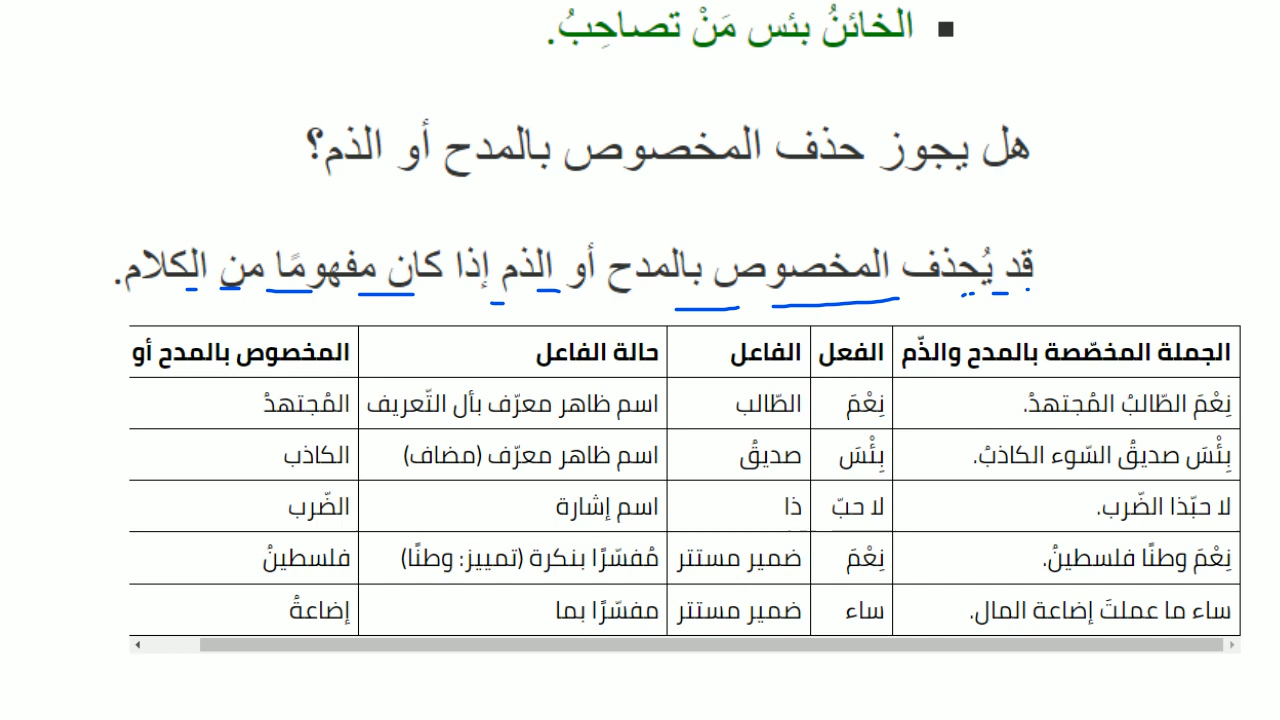 الخائنُ بئس مَنْ تصاحِبُ.
هل يجوز حذف المخصوص بالمدح أو الذم؟
قد يُحذف المخصوص بالمدح أو الذم إذا كان مفهومًا من الكلام.
الجملة المخصّصة بالمدح والذّم الفعل الفاعل حالة الفاعل المخصوص بالمدح أو
نِعْمَ الطّالبُ المُجتهدُ. نِعْمَ الطّالب اسم ظاهر معرّف بأل التّعريف المُجتهدُ
بِئْسَ صديقُ السّوء الكاذبُ. بِئْسَ صديقُ اسم ظاهر معرّف (مضاف) الكاذب
لا حبّذا الضّرب. لا حبّ ذا اسم إشارة الضّرب
نِعْمَ وطنًا فلسطينُ. نِعْمَ ضمير مستتر مُفسّرًا بنكرة (تمييز: وطنًا) فلسطينُ
ساء ما عملتَ إضاعة المال. ساء ضمير مستتر مفسّرًا بما إضاعةُ